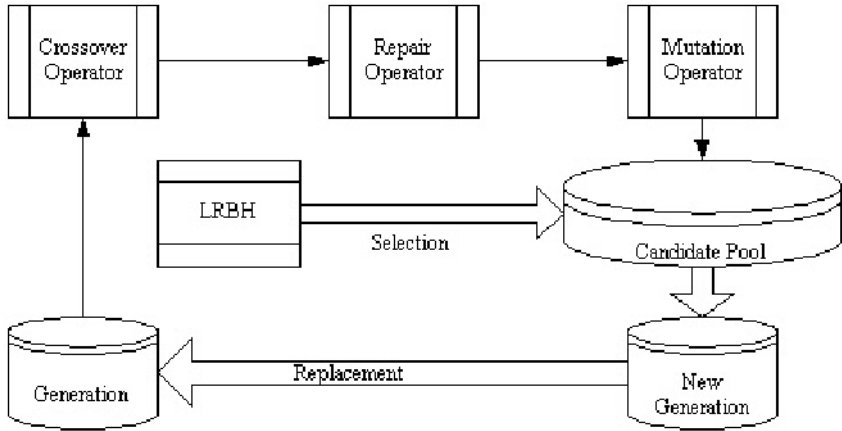 Crossover
Operator
Repair
Operator
Mutation
Operator
LRBH
Selection
Candidate Pool
Generation
Replacement
New
Generation